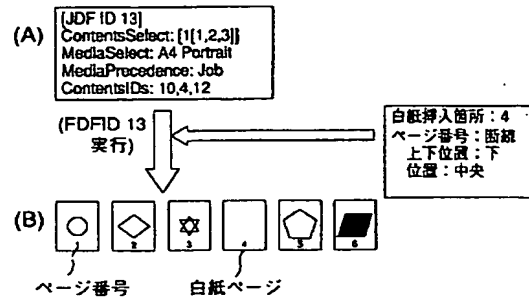 (A)
[JDF ID 13]
ContentsSelect: [1[1,2,3]]
MediaSelect: A4 Portrait
MediaPrecedence: Job
ContentsIDs: 10,4,12
(FDFID 13
実行)
白紙挿入箇所：4
ページ番号：断続
上下位置：下
位置：中央
(B)
1 2 3 4 5 6
ページ番号
白紙ページ